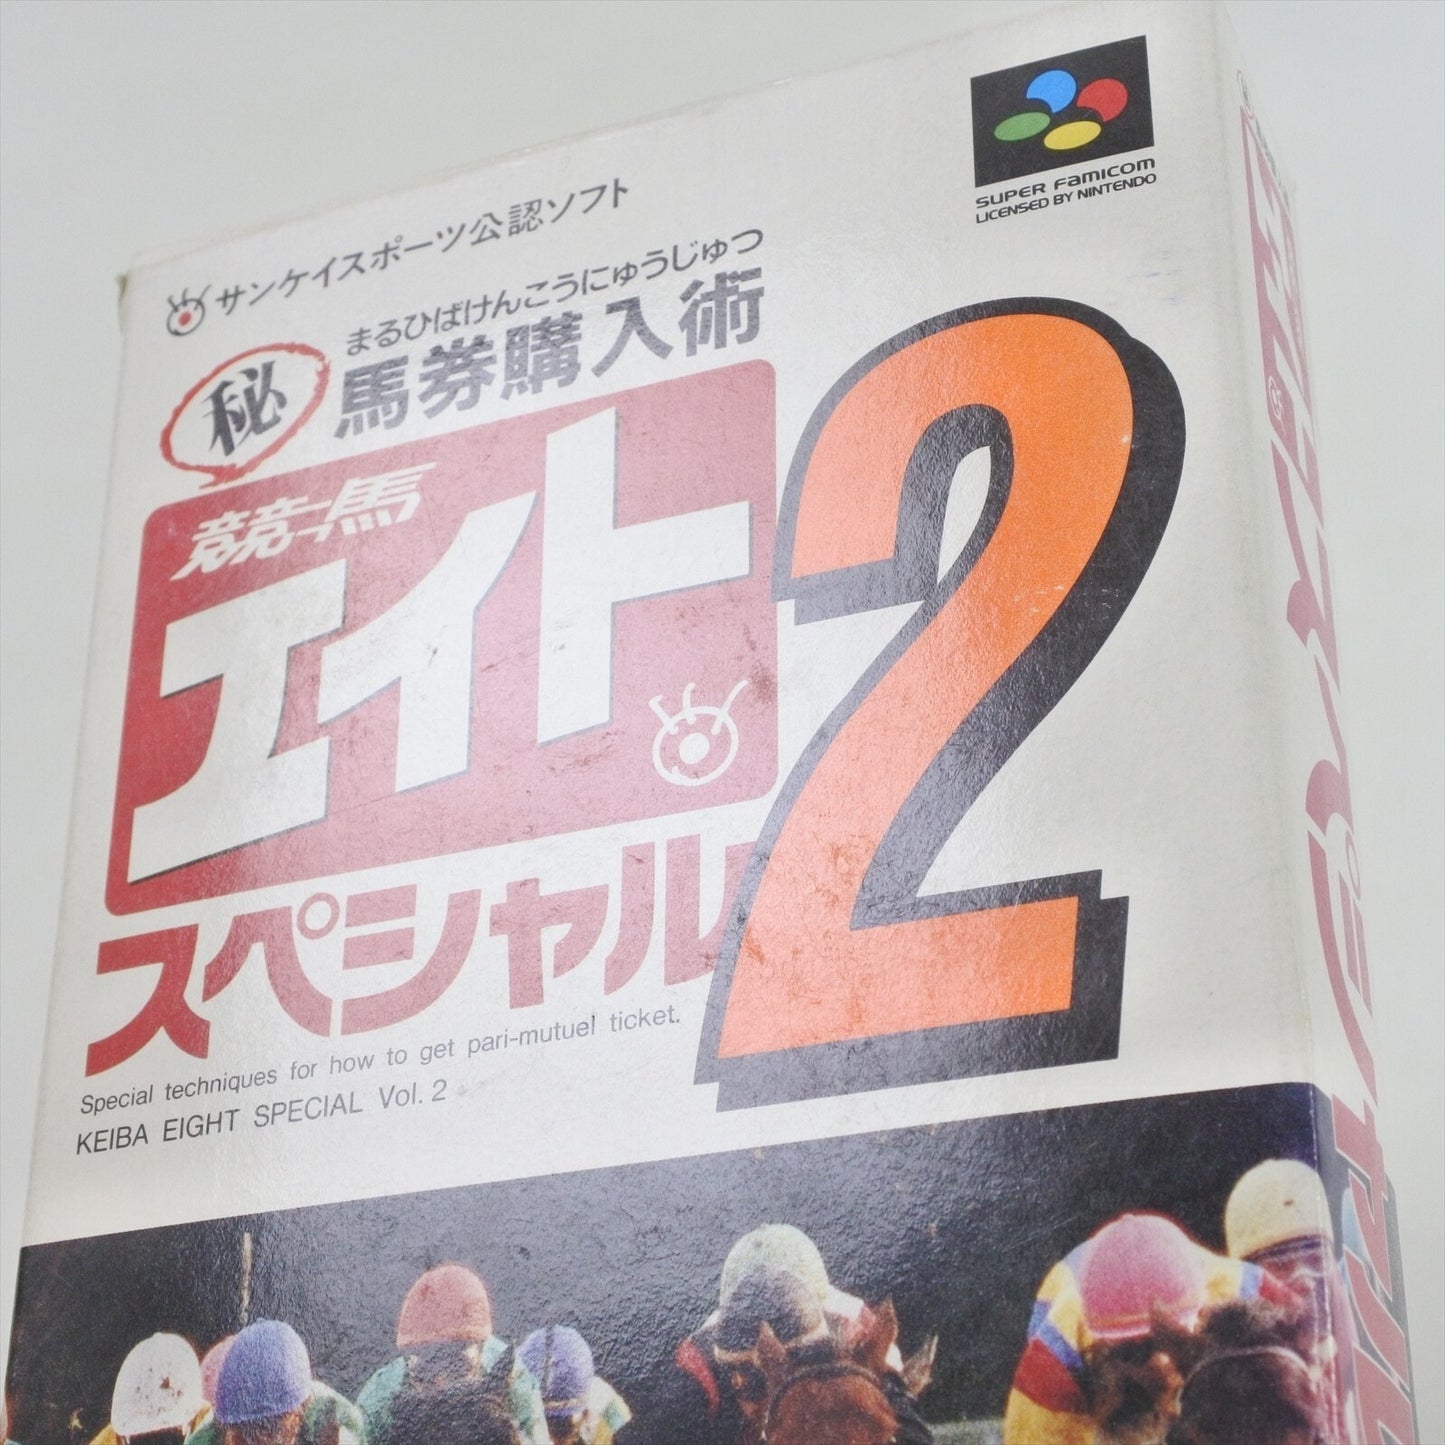 サンケイスポーツ公認ソフト
SUPER FAMICOM
LICENSED BY NINTENDO
まるひばけんこうにゅうじゅつ
秘 馬券購入術
競馬
エイト
スペシャル2
Special techniques for how to get pari-mutuel ticket.
KEIBA EIGHT SPECIAL Vol. 2